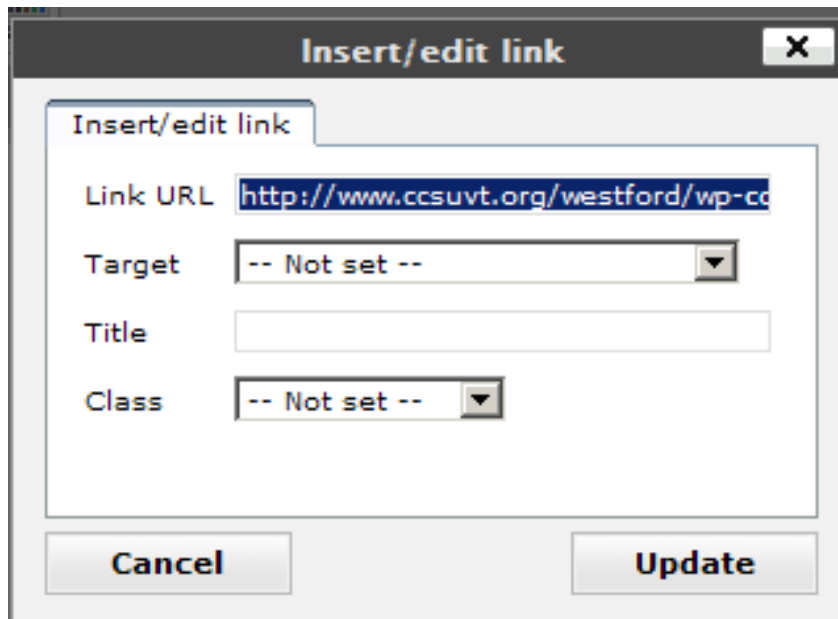 Insert/edit link
Insert/edit link
Link URL http://www.ccsuvt.org/westford/wp-co
Target -- Not set --
Title
Class -- Not set --
Cancel Update